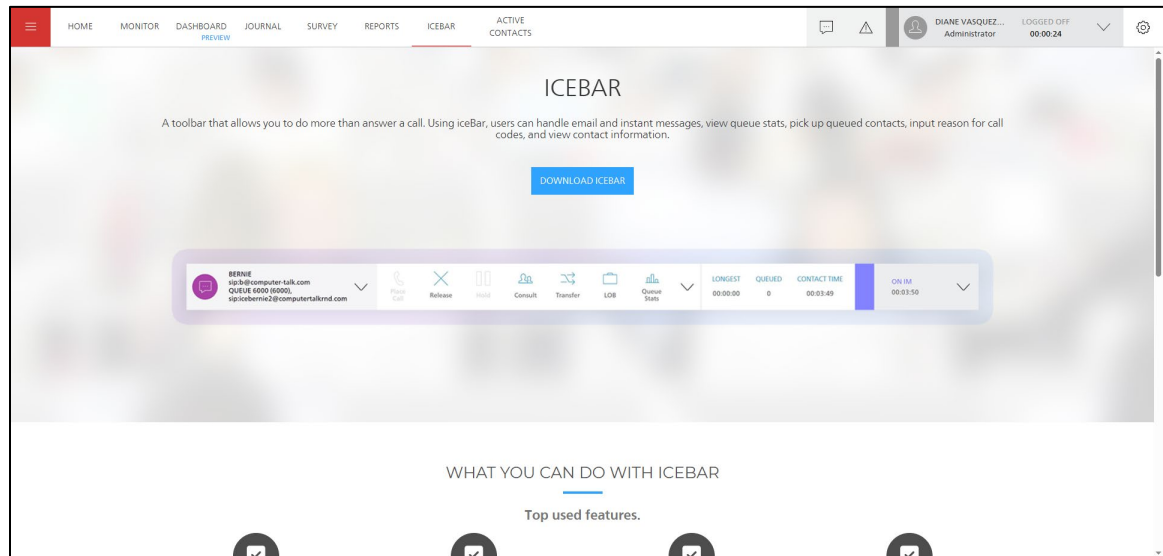 HOME
MONITOR
DASHBOARD
PREVIEW
JOURNAL
SURVEY
REPORTS
ICEBAR
ACTIVE
CONTACTS
DIANE VASQUEZ...
Administrator
LOGGED OFF
00:00:24
ICEBAR
A toolbar that allows you to do more than answer a call. Using iceBar, users can handle email and instant messages, view queue stats, pick up queued contacts, input reason for call
codes, and view contact information.
DOWNLOAD ICEBAR
BERNIE
sip:b@computer-talk.com
QUEUE 6000 (6000),
sip:icebernie2@computertalkrnd.com
Place
Call
Release
Hold
Consult
Transfer
LOB
Queue
Stats
LONGEST
00:00:00
QUEUED
0
CONTACT TIME
00:03:49
ON IM
00:03:50
WHAT YOU CAN DO WITH ICEBAR
Top used features.